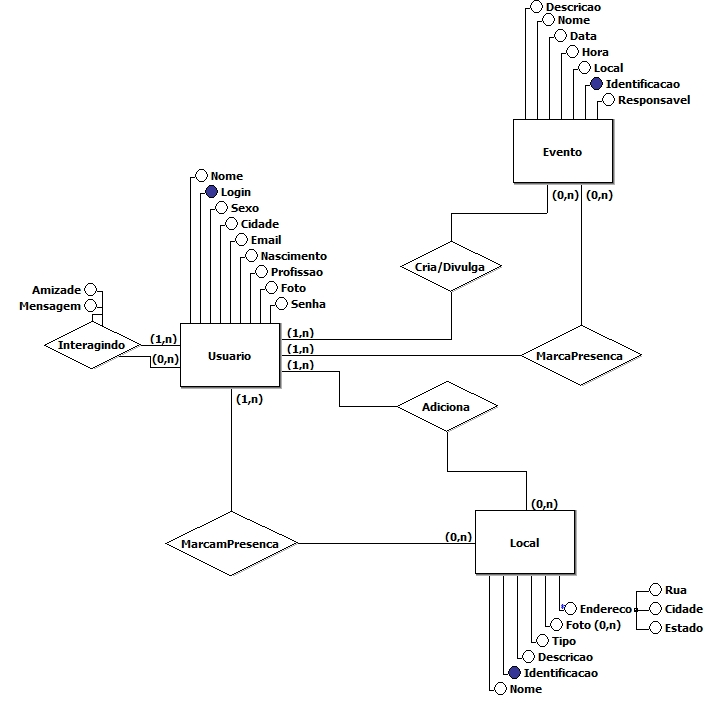 Descricao
Nome
Data
Hora
Local
Identificacao
Responsavel
Evento
(0,n) (0,n)
Nome
Login
Sexo
Cidade
Email
Nascimento
Profissao
Foto
Senha
Cria/Divulga
Amizade
Mensagem
Interagindo
(1,n)
(0,n)
Usuario
(1,n)
(1,n)
(1,n)
(1,n)
MarcaPresenca
Adiciona
(0,n)
MarcamPresenca
(0,n)
Local
Endereco
Rua
Cidade
Estado
Foto (0,n)
Tipo
Descricao
Identificacao
Nome